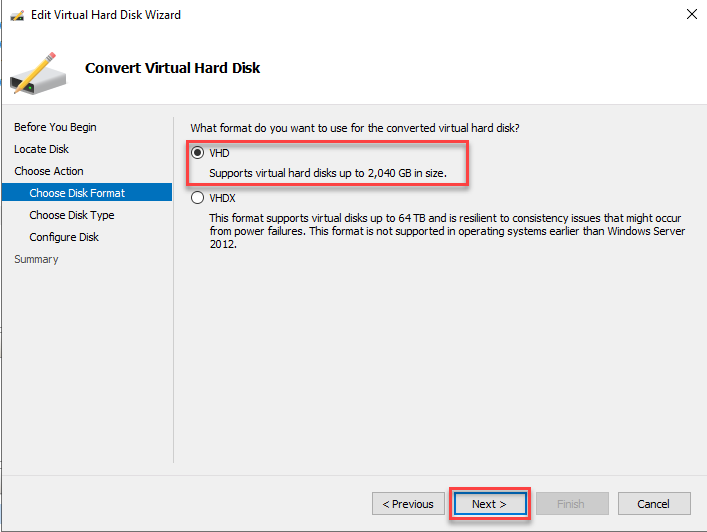 Edit Virtual Hard Disk Wizard
Convert Virtual Hard Disk
Before You Begin
Locate Disk
Choose Action
Choose Disk Format
Choose Disk Type
Configure Disk
Summary
What format do you want to use for the converted virtual hard disk?
VHD
Supports virtual hard disks up to 2,040 GB in size.
VHDX
This format supports virtual disks up to 64 TB and is resilient to consistency issues that might occur
from power failures. This format is not supported in operating systems earlier than Windows Server
2012.
< Previous
Next >
Finish
Cancel